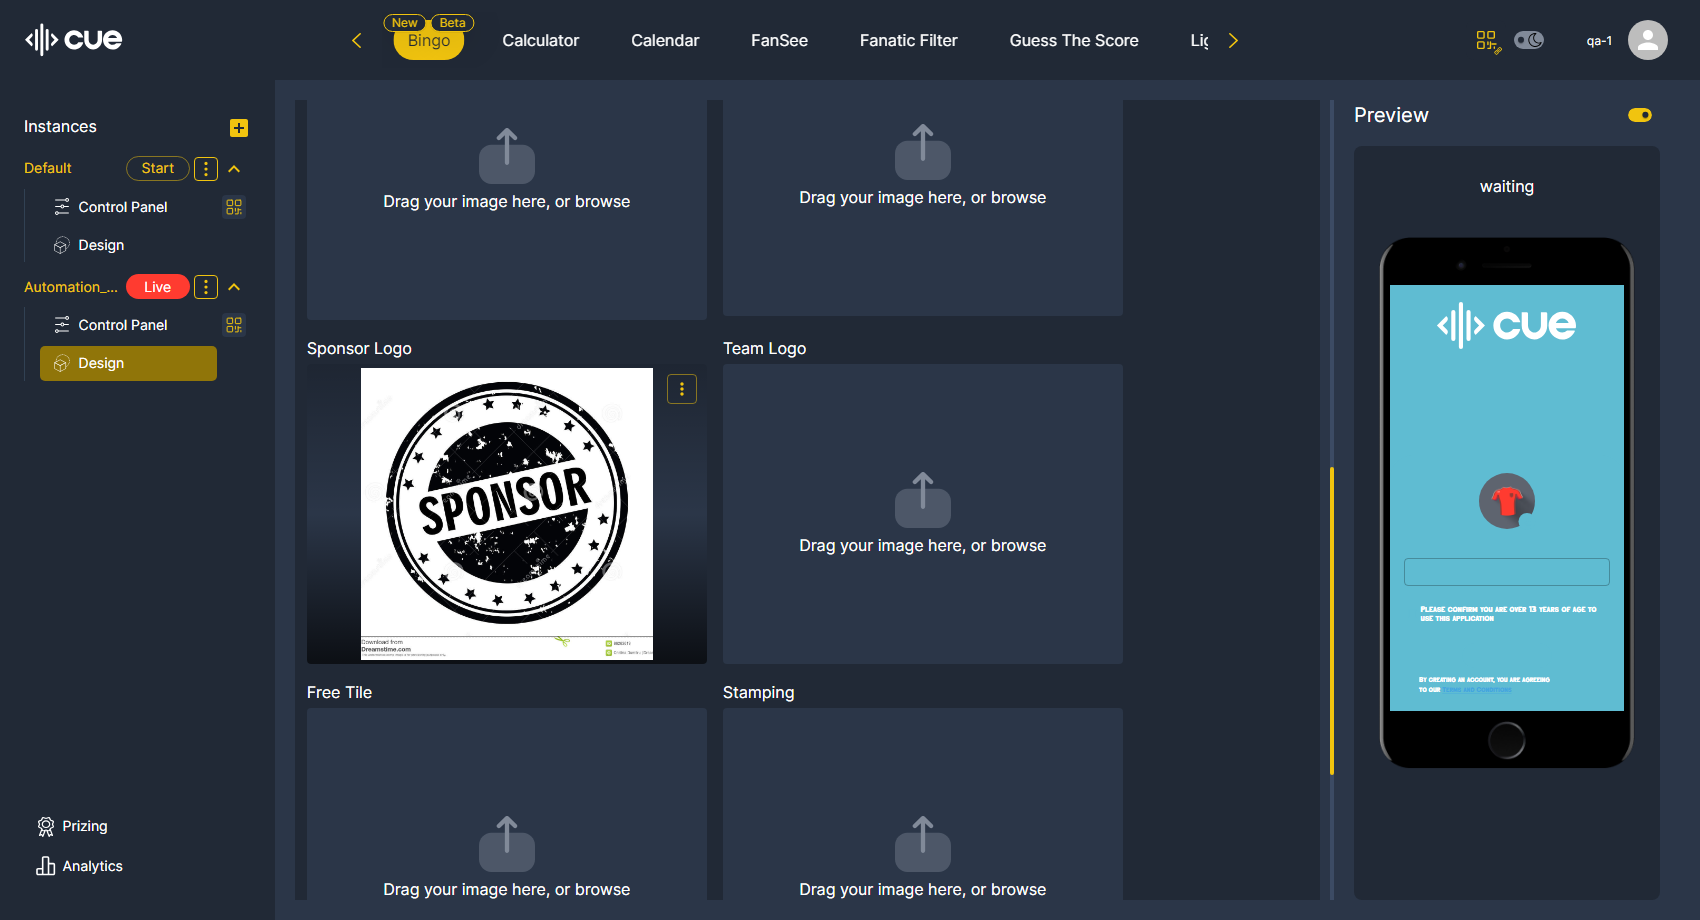 cue
New
Beta
Bingo
Calculator
Calendar
FanSee
Fanatic Filter
Guess The Score
qa-1
Instances
Default
Start
Control Panel
Design
Automation_...
Live
Control Panel
Design
Prizing
Analytics
Drag your image here, or browse
Drag your image here, or browse
Sponsor Logo
Team Logo
SPONSOR
Download from
Dreamstime.com
Drag your image here, or browse
Free Tile
Stamping
Drag your image here, or browse
Drag your image here, or browse
Preview
waiting
cue
Please confirm you are over 13 years of age to
use this application
By creating an account, you are agreeing
to our Terms and Conditions